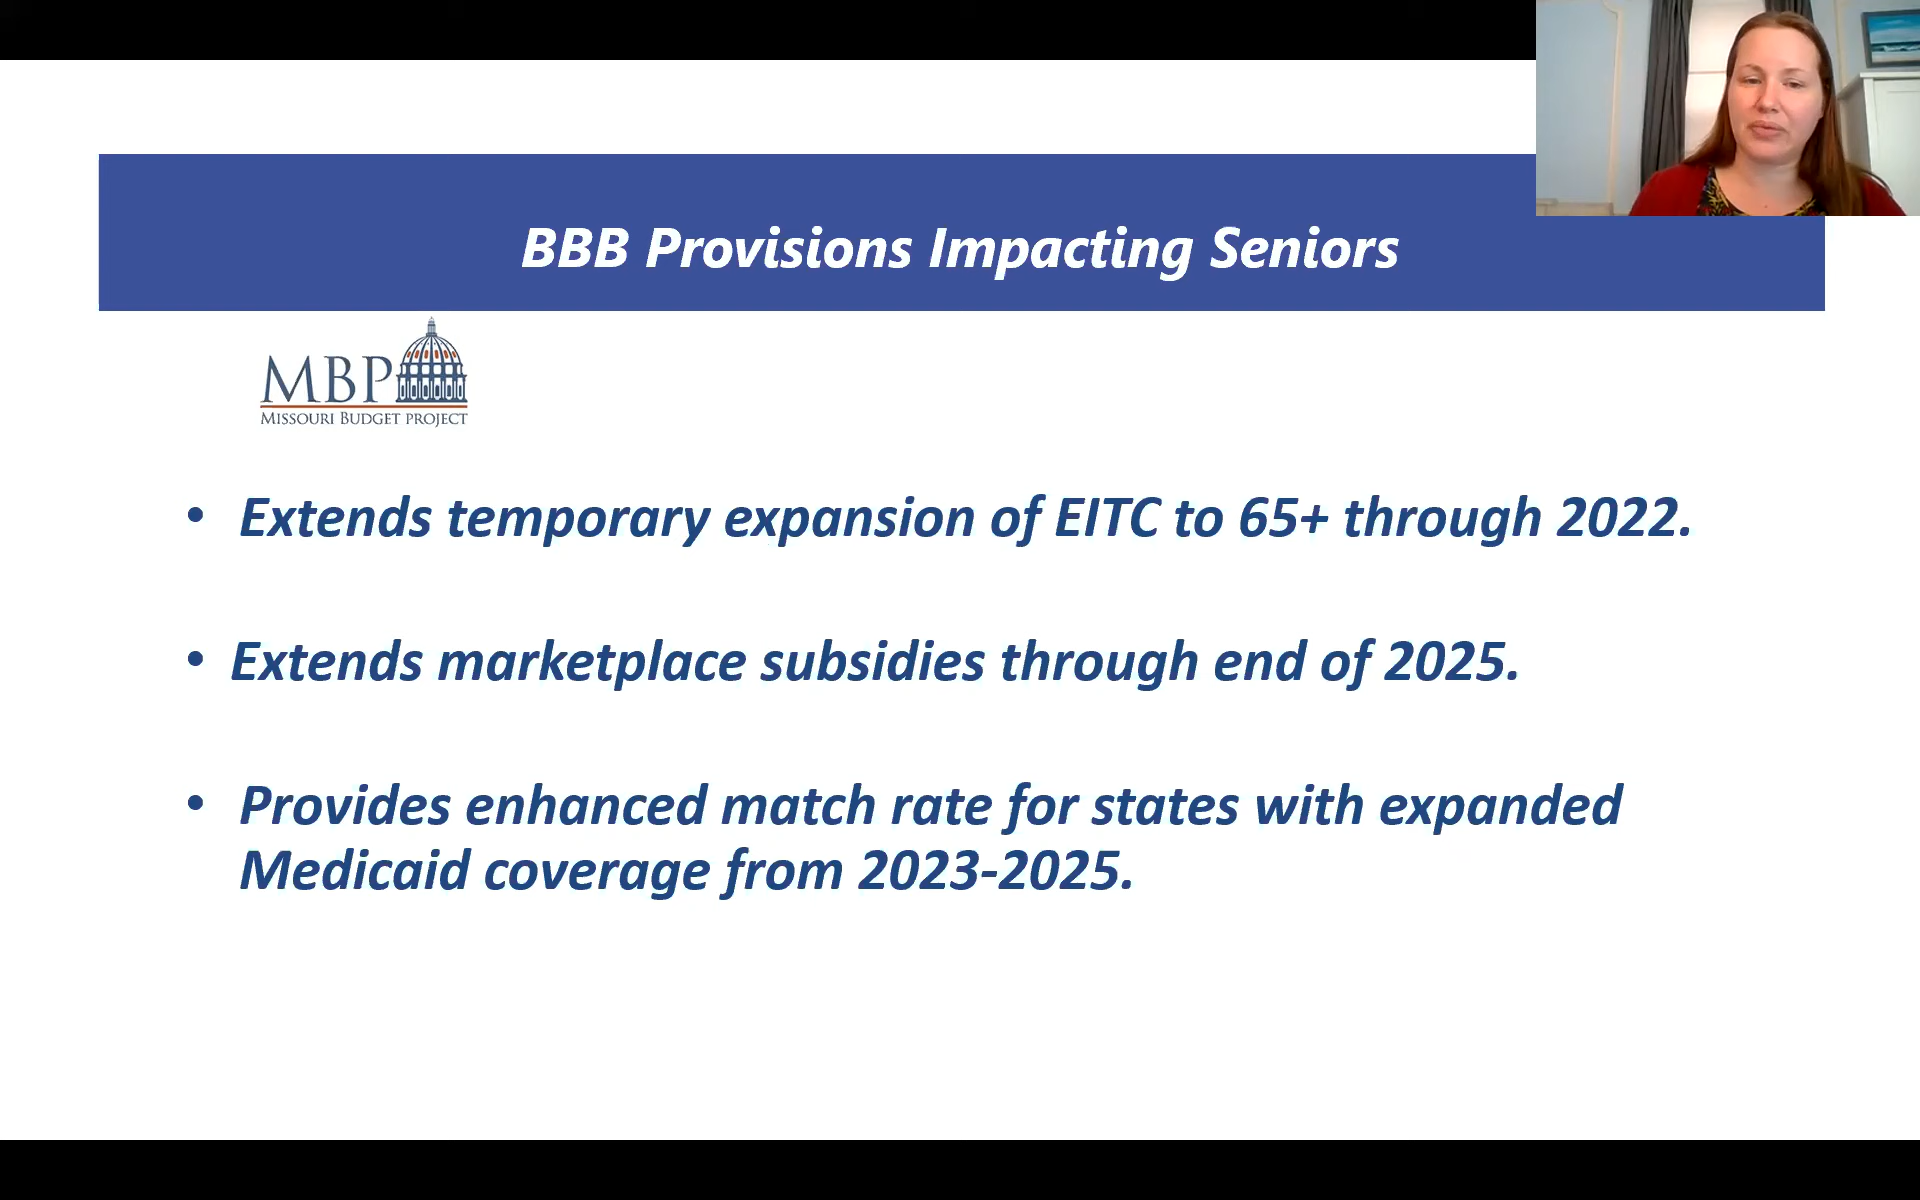 BBB Provisions Impacting Seniors
MBP
MISSOURI BUDGET PROJECT
• Extends temporary expansion of EITC to 65+ through 2022.
• Extends marketplace subsidies through end of 2025.
• Provides enhanced match rate for states with expanded
Medicaid coverage from 2023-2025.